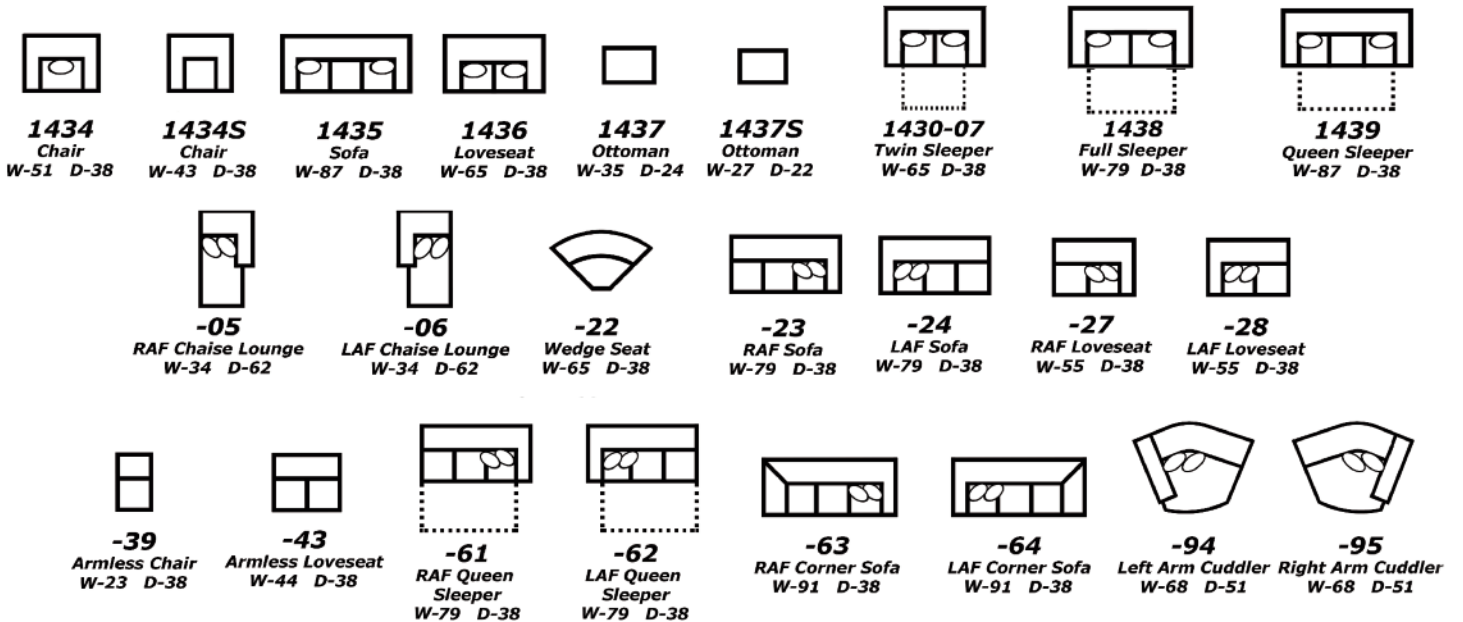 1434
Chair
W-51 D-38
1434S
Chair
W-43 D-38
1435
Sofa
W-87 D-38
1436
Loveseat
W-65 D-38
1437
Ottoman
W-35 D-24
1437S
Ottoman
W-27 D-22
1430-07
Twin Sleeper
W-65 D-38
1438
Full Sleeper
W-79 D-38
1439
Queen Sleeper
W-87 D-38
-05
RAF Chaise Lounge
W-34 D-62
-06
LAF Chaise Lounge
W-34 D-62
-22
Wedge Seat
W-65 D-38
-23
RAF Sofa
W-79 D-38
-24
LAF Sofa
W-79 D-38
-27
RAF Loveseat
W-55 D-38
-28
LAF Loveseat
W-55 D-38
-39
Armless Chair
W-23 D-38
-43
Armless Loveseat
W-44 D-38
-61
RAF Queen
Sleeper
W-79 D-38
-62
LAF Queen
Sleeper
W-79 D-38
-63
RAF Corner Sofa
W-91 D-38
-64
LAF Corner Sofa
W-91 D-38
-94
Left Arm Cuddler
W-68 D-51
-95
Right Arm Cuddler
W-68 D-51